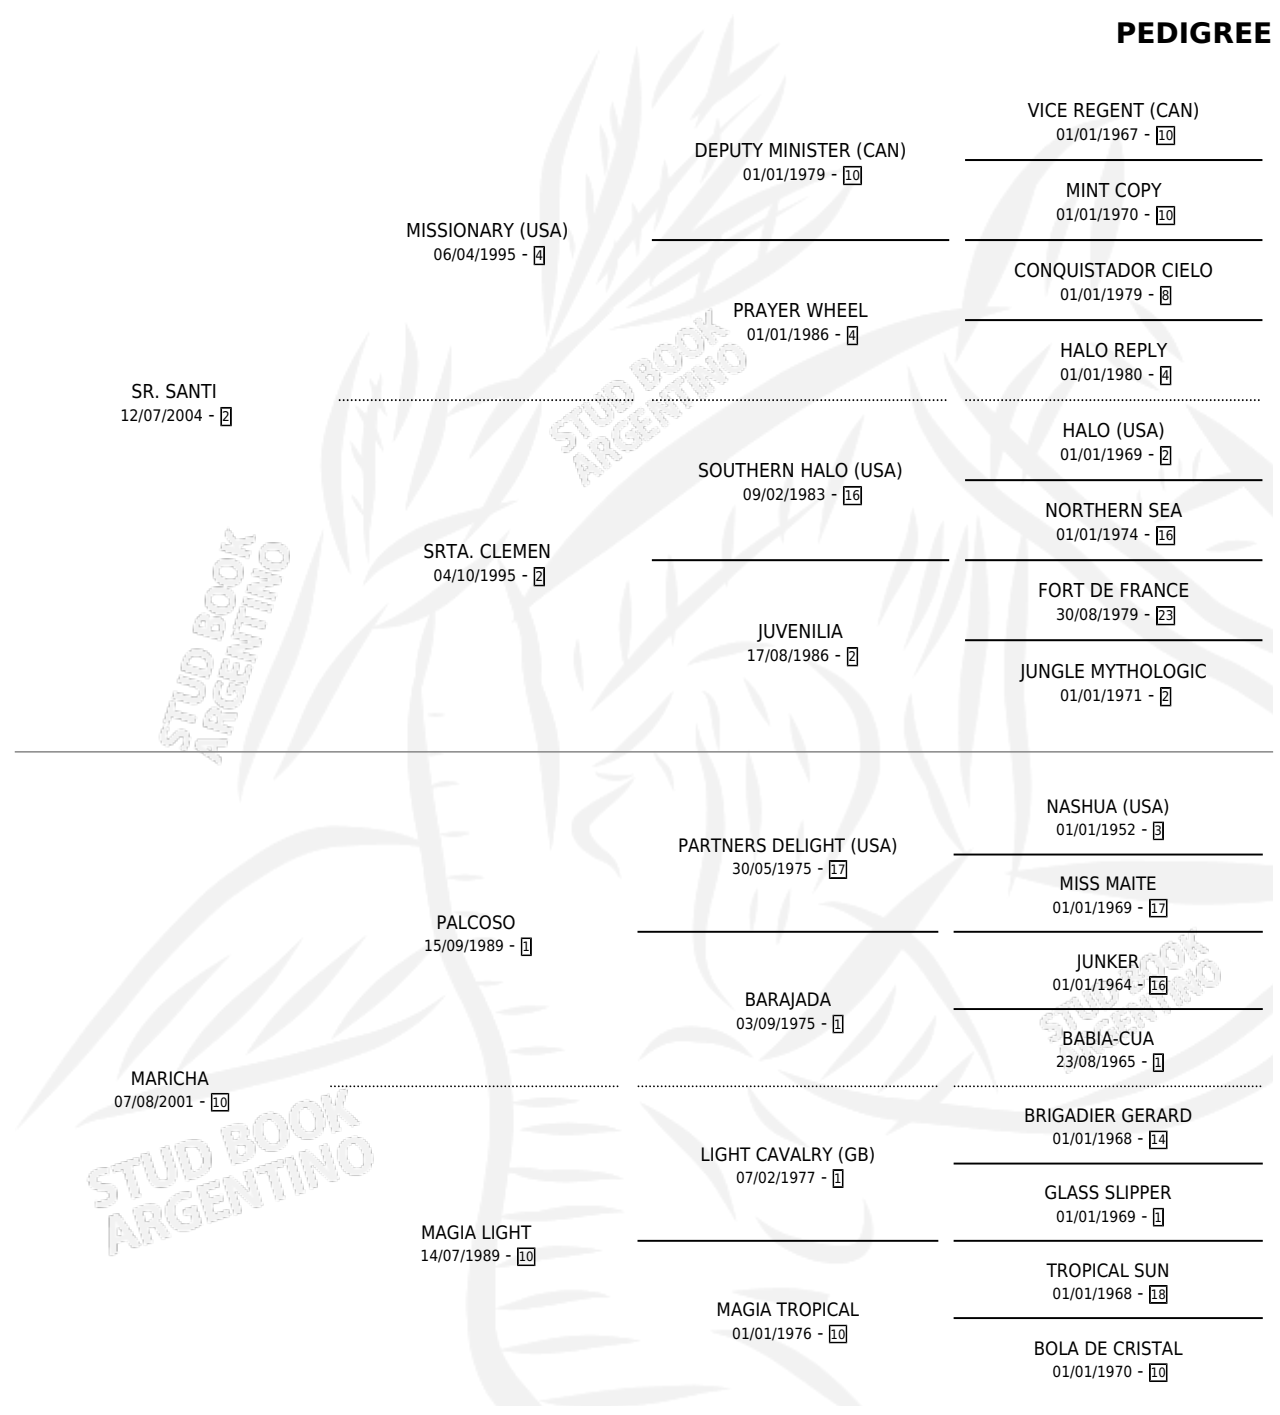 PEDIGREE
VICE REGENT (CAN)
01/01/1967 - 10
DEPUTY MINISTER (CAN)
01/01/1979 - 10
MINT COPY
01/01/1970 - 10
MISSIONARY (USA)
06/04/1995 - 4
CONQUISTADOR CIELO
01/01/1979 - 8
PRAYER WHEEL
01/01/1986 - 4
HALO REPLY
01/01/1980 - 4
SR. SANTI
12/07/2004 - 2
HALO (USA)
01/01/1969 - 2
SOUTHERN HALO (USA)
09/02/1983 - 16
NORTHERN SEA
01/01/1974 - 16
SRTA. CLEMEN
04/10/1995 - 2
FORT DE FRANCE
30/08/1979 - 23
JUVENILIA
17/08/1986 - 2
JUNGLE MYTHOLOGIC
01/01/1971 - 2
NASHUA (USA)
01/01/1952 - 3
PARTNERS DELIGHT (USA)
30/05/1975 - 17
MISS MAITE
01/01/1969 - 17
PALCOSO
15/09/1989 - 1
JUNKER
01/01/1964 - 16
BARAJADA
03/09/1975 - 1
BABIA-CUA
23/08/1965 - 1
MARICHA
07/08/2001 - 10
BRIGADIER GERARD
01/01/1968 - 14
LIGHT CAVALRY (GB)
07/02/1977 - 1
GLASS SLIPPER
01/01/1969 - 1
MAGIA LIGHT
14/07/1989 - 10
TROPICAL SUN
01/01/1968 - 18
MAGIA TROPICAL
01/01/1976 - 10
BOLA DE CRISTAL
01/01/1970 - 10
STUD BOOK
ARGENTINO
STUD BOOK
ARGENTINO
STUD BOOK
ARGENTINO
STUD BOOK
ARGENTINO